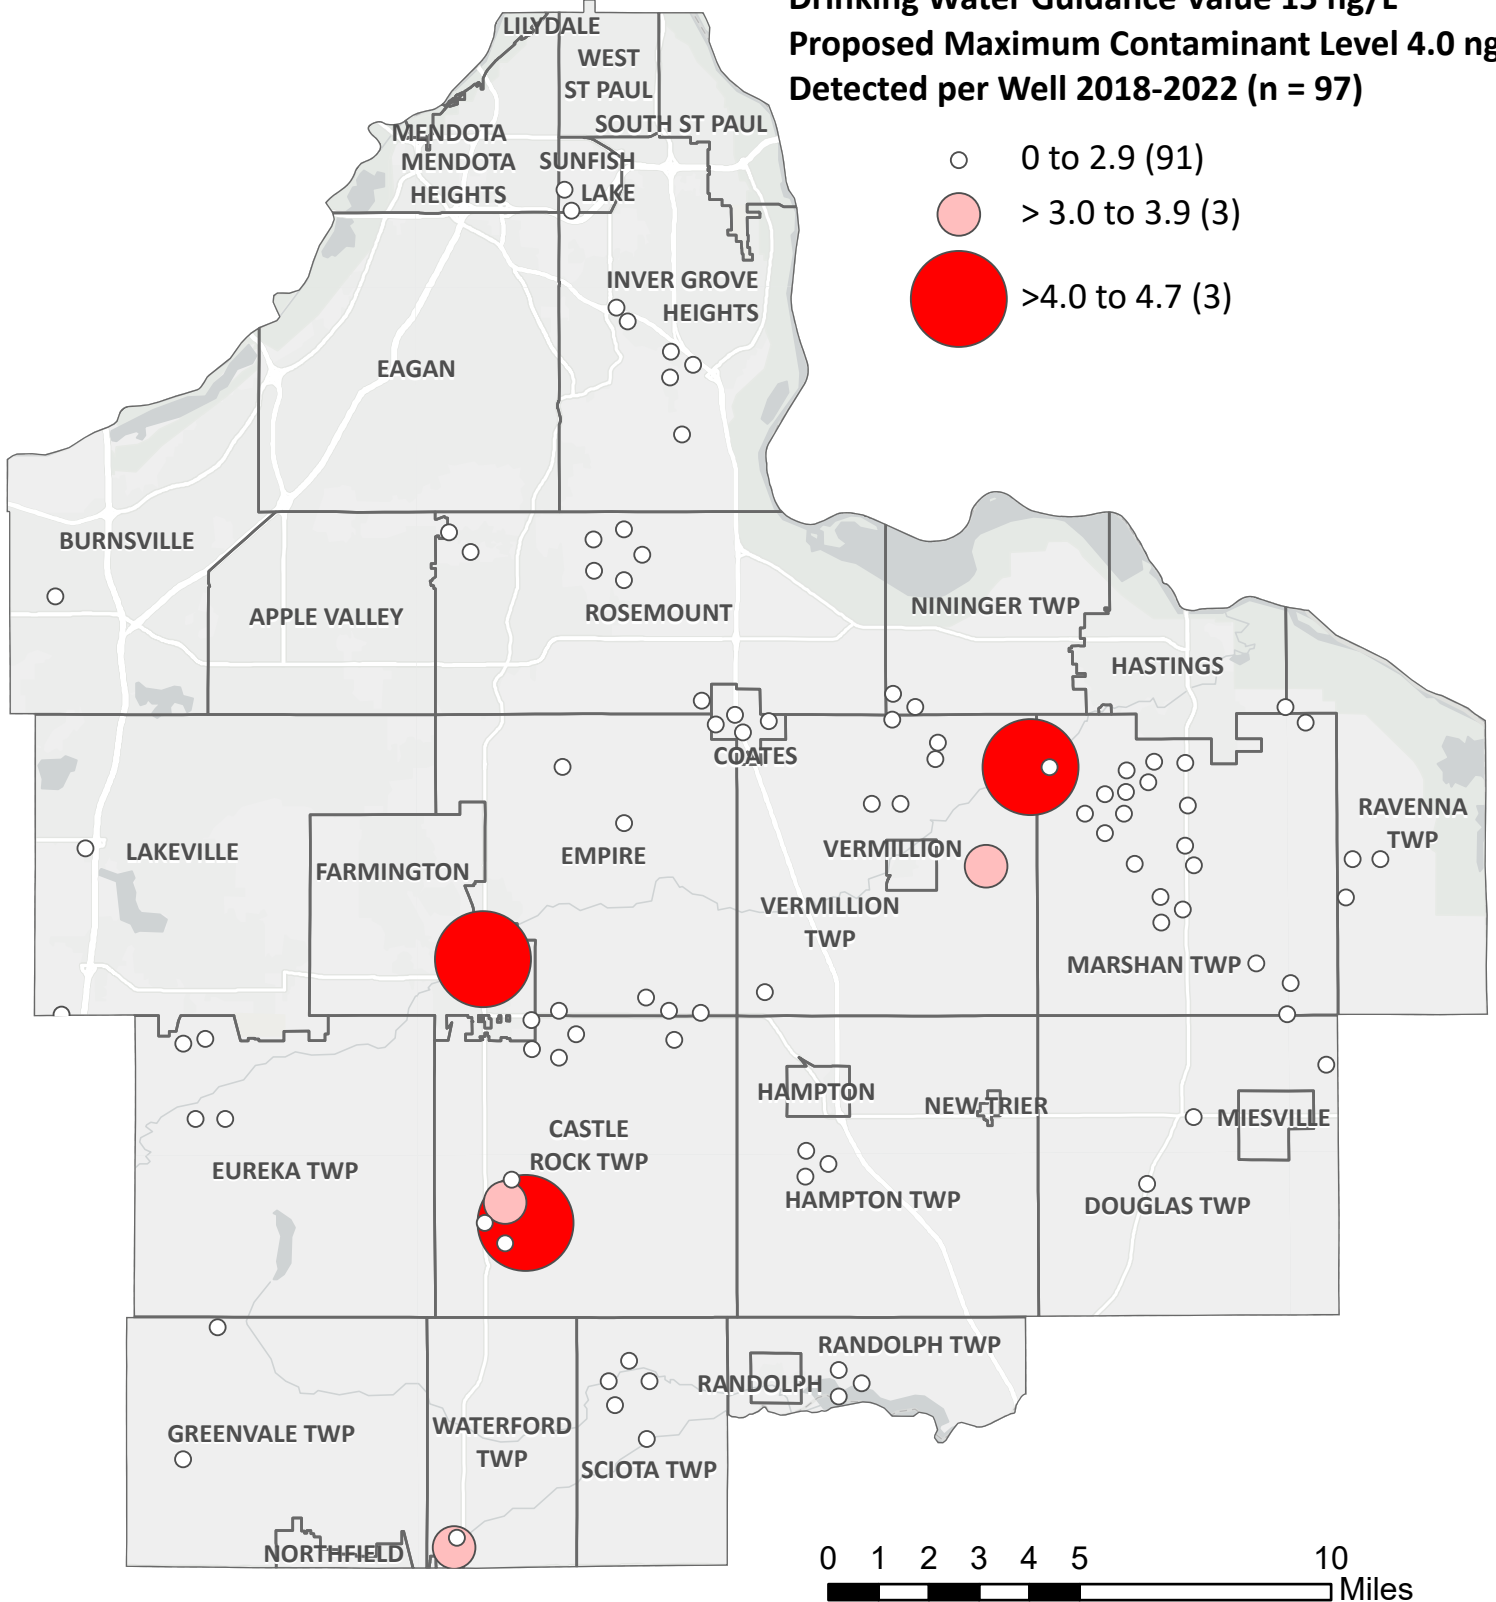 Drinking Water Guidance Value 15 ng/L
Proposed Maximum Contaminant Level 4.0 ng
Detected per Well 2018-2022 (n = 97)
0 to 2.9 (91)
> 3.0 to 3.9 (3)
>4.0 to 4.7 (3)
LILYDALE
WEST
ST PAUL
SOUTH ST PAUL
MENDOTA
MENDOTA
HEIGHTS
SUNFISH
LAKE
INVER GROVE
HEIGHTS
EAGAN
BURNSVILLE
APPLE VALLEY
ROSEMOUNT
NININGER TWP
HASTINGS
COATES
RAVENNA
TWP
LAKEVILLE
FARMINGTON
EMPIRE
VERMILLION
VERMILLION
TWP
MARSHAN TWP
HAMPTON
NEW TRIER
MIESVILLE
CASTLE
ROCK TWP
EUREKA TWP
HAMPTON TWP
DOUGLAS TWP
RANDOLPH TWP
RANDOLPH
GREENVALE TWP
WATERFORD
TWP
SCIOTA TWP
NORTHFIELD
0 1 2 3 4 5 10
Miles